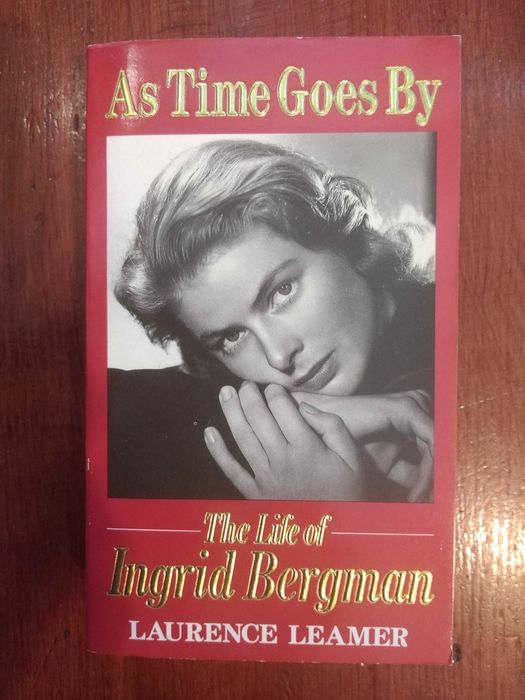 As Time Goes By
The Life of
Ingrid Bergman
LAURENCE LEAMER